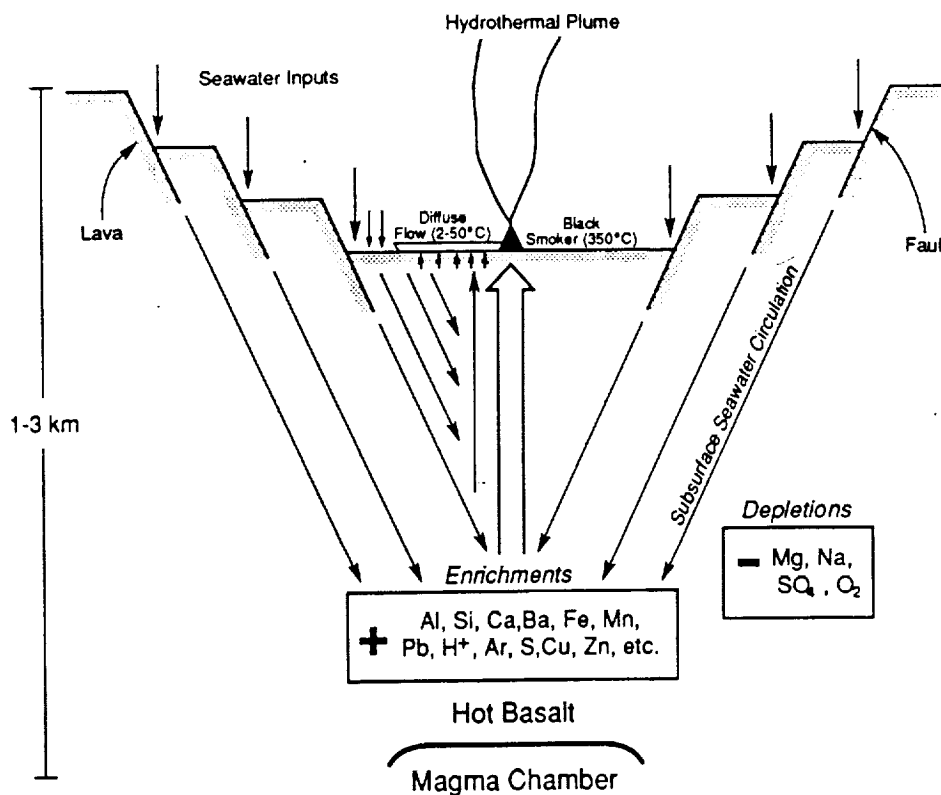 Hydrothermal Plume
Seawater Inputs
Lava
Diffuse
Flow (2-50°C)
Black
Smoker (350°C)
Fault
1-3 km
Subsurface Seawater Circulation
Depletions
- Mg, Na,
SO₄, O₂
Enrichments
+ Al, Si, Ca,Ba, Fe, Mn,
Pb, H⁺, Ar, S,Cu, Zn, etc.
Hot Basalt
Magma Chamber